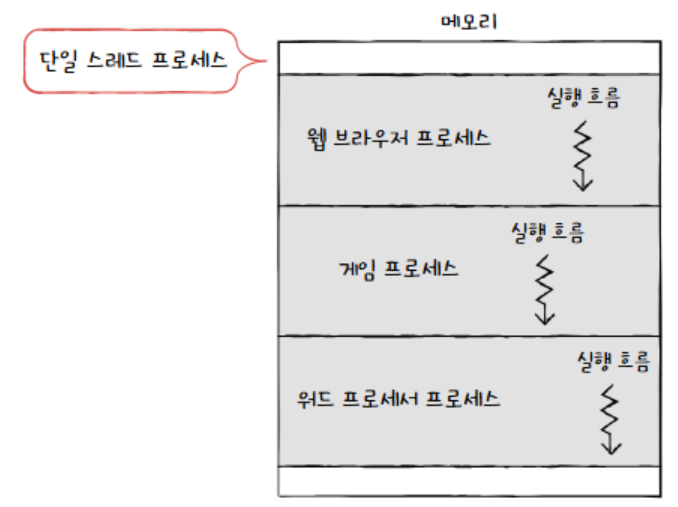 메모리
단일 스레드 프로세스
실행 흐름
웹 브라우저 프로세스
실행 흐름
게임 프로세스
실행 흐름
워드 프로세서 프로세스